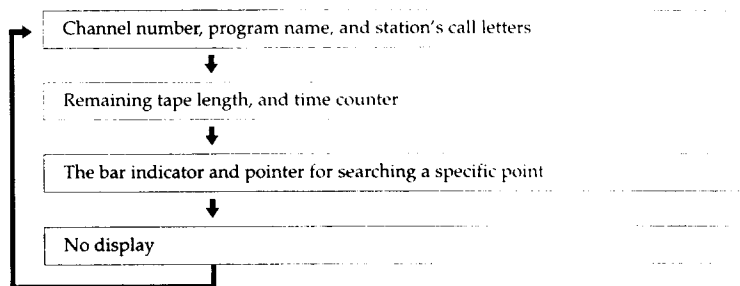 Channel number, program name, and station's call letters
Remaining tape length, and time counter
The bar indicator and pointer for searching a specific point
No display